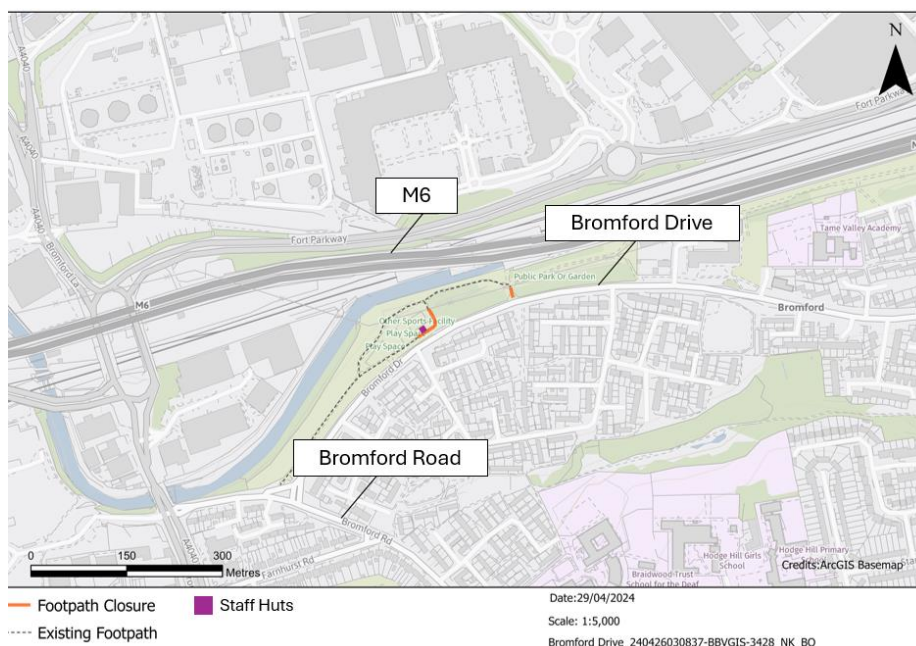 N
A4040
A4040
Fort Parkway
M6
Bromford Drive
Tame Valley Academy
Fort Parkway
Bromford La
M6
Public Park Or Garden
Bromford
Other Sports Facility
Play Space
Bromford Dr
Bromford Road
Bromford Rd
Farnhurst Rd
A4040
Hodge Hill Girls
School
Hodge Hill Primary
Braidwood Trust
School for the Deaf
Credits:ArcGIS Basemap
0 150 300
Metres
Footpath Closure
Staff Huts
Existing Footpath
Date:29/04/2024
Scale: 1:5,000
Bromford Drive_240426030837-BBVGIS-3428_NK_BO